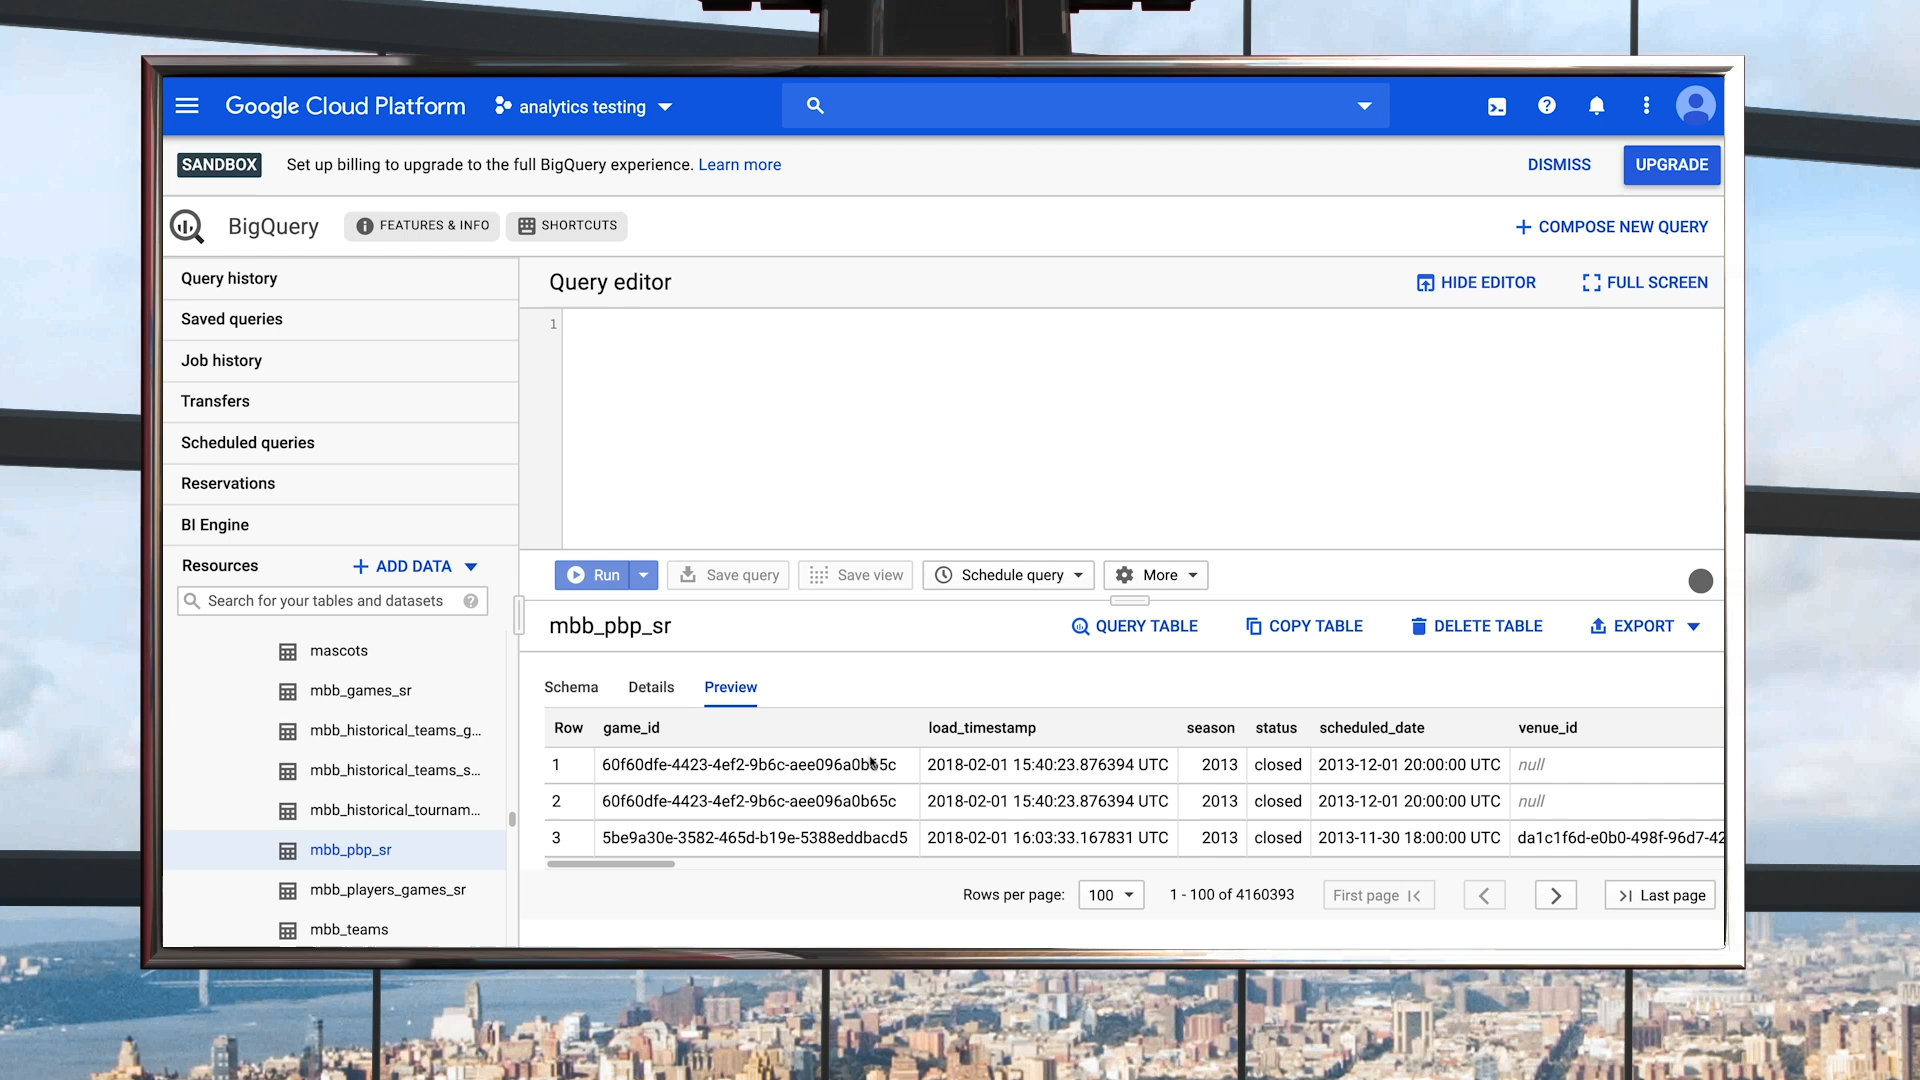 Google Cloud Platform analytics testing
SANDBOX Set up billing to upgrade to the full BigQuery experience. Learn more DISMISS UPGRADE
BigQuery FEATURES & INFO SHORTCUTS + COMPOSE NEW QUERY
Query history
Saved queries
Job history
Transfers
Scheduled queries
Reservations
BI Engine
Resources + ADD DATA
Search for your tables and datasets
mascots
mbb_games_sr
mbb_historical_teams_g...
mbb_historical_teams_s...
mbb_historical_tournam...
mbb_pbp_sr
mbb_players_games_sr
mbb_teams
Query editor HIDE EDITOR FULL SCREEN
1
Run Save query Save view Schedule query More
mbb_pbp_sr QUERY TABLE COPY TABLE DELETE TABLE EXPORT
Schema Details Preview
Row game_id load_timestamp season status scheduled_date venue_id
1 60f60dfe-4423-4ef2-9b6c-aee096a0b65c 2018-02-01 15:40:23.876394 UTC 2013 closed 2013-12-01 20:00:00 UTC null
2 60f60dfe-4423-4ef2-9b6c-aee096a0b65c 2018-02-01 15:40:23.876394 UTC 2013 closed 2013-12-01 20:00:00 UTC null
3 5be9a30e-3582-465d-b19e-5388eddbacd5 2018-02-01 16:03:33.167831 UTC 2013 closed 2013-11-30 18:00:00 UTC da1c1f6d-e0b0-498f-96d7-42
Rows per page: 100 1 - 100 of 4160393 First page Last page